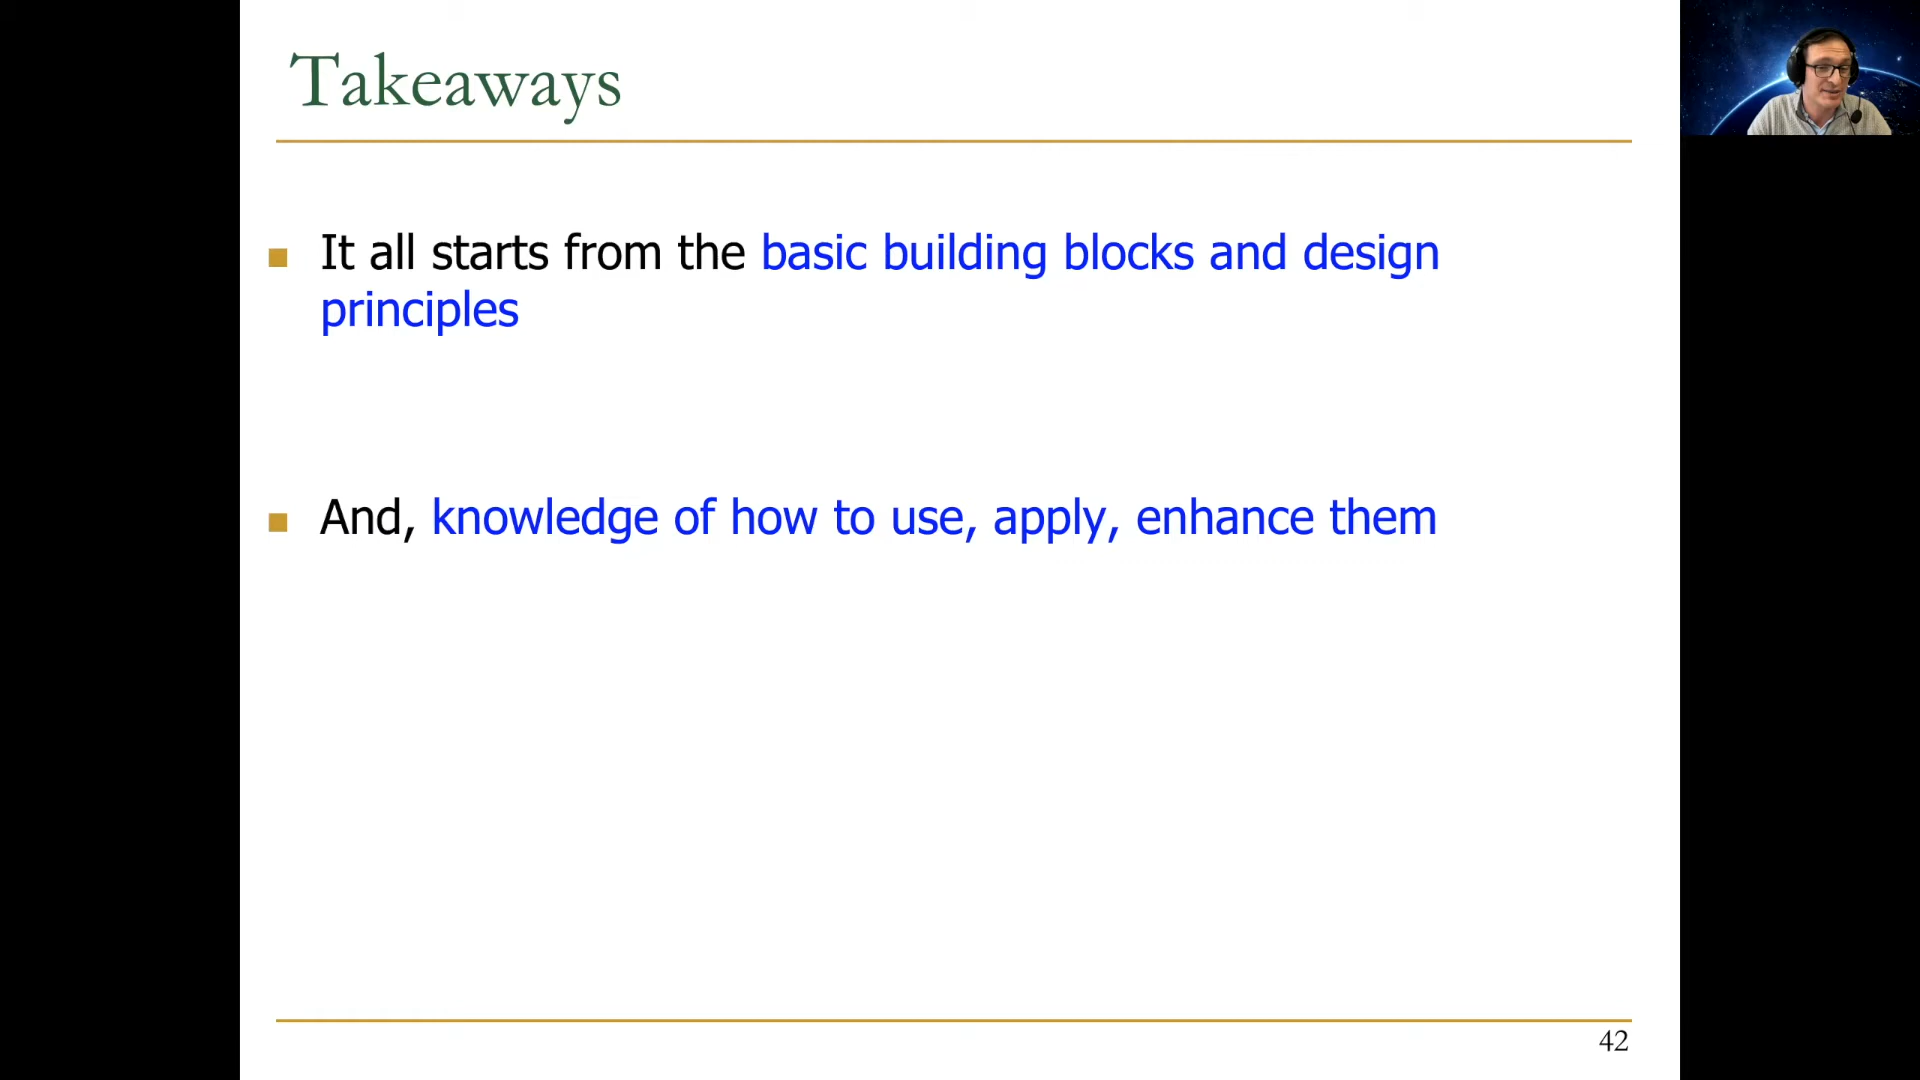 Takeaways
It all starts from the basic building blocks and design
principles
And, knowledge of how to use, apply, enhance them
42